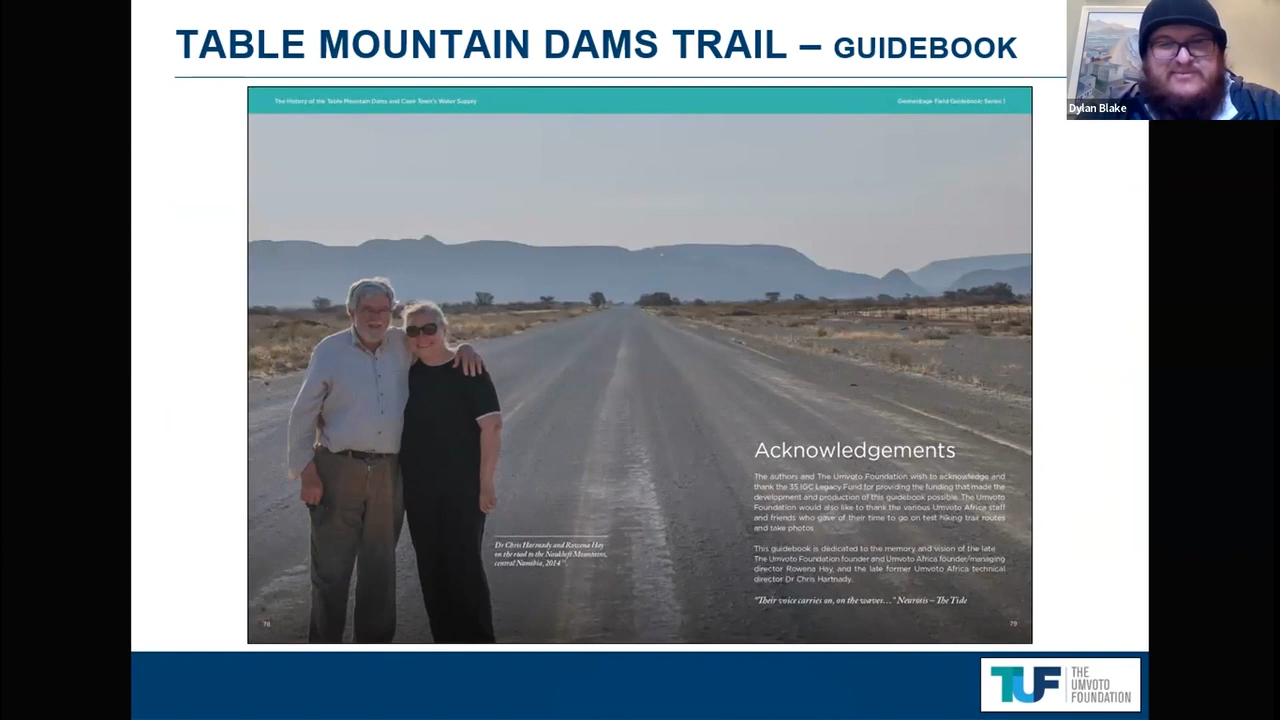 TABLE MOUNTAIN DAMS TRAIL – GUIDEBOOK
Dylan Blake
The History of the Table Mountain Dams and Cape Town's Water Supply
Geoheritage Field Guidebook: Series 1
Acknowledgements
The authors and The Umvoto Foundation wish to acknowledge and
thank the 35 IGC Legacy Fund for providing the funding that made the
development and production of this guidebook possible. The Umvoto
Foundation would also like to thank the various Umvoto Africa staff
and friends who gave of their time to go on test hiking trail routes
and take photos
This guidebook is dedicated to the memory and vision of the late
The Umvoto Foundation founder and Umvoto Africa founder/managing
director Rowena Hay, and the late former Umvoto Africa technical
director Dr Chris Hartnady.
"Their voice carries on, on the waves…" Neurosis – The Tide
Dr Chris Hartnady and Rowena Hay
on the road to the Naukluft Mountains,
central Namibia, 2014
78
79
TUF
THE
UMVOTO
FOUNDATION